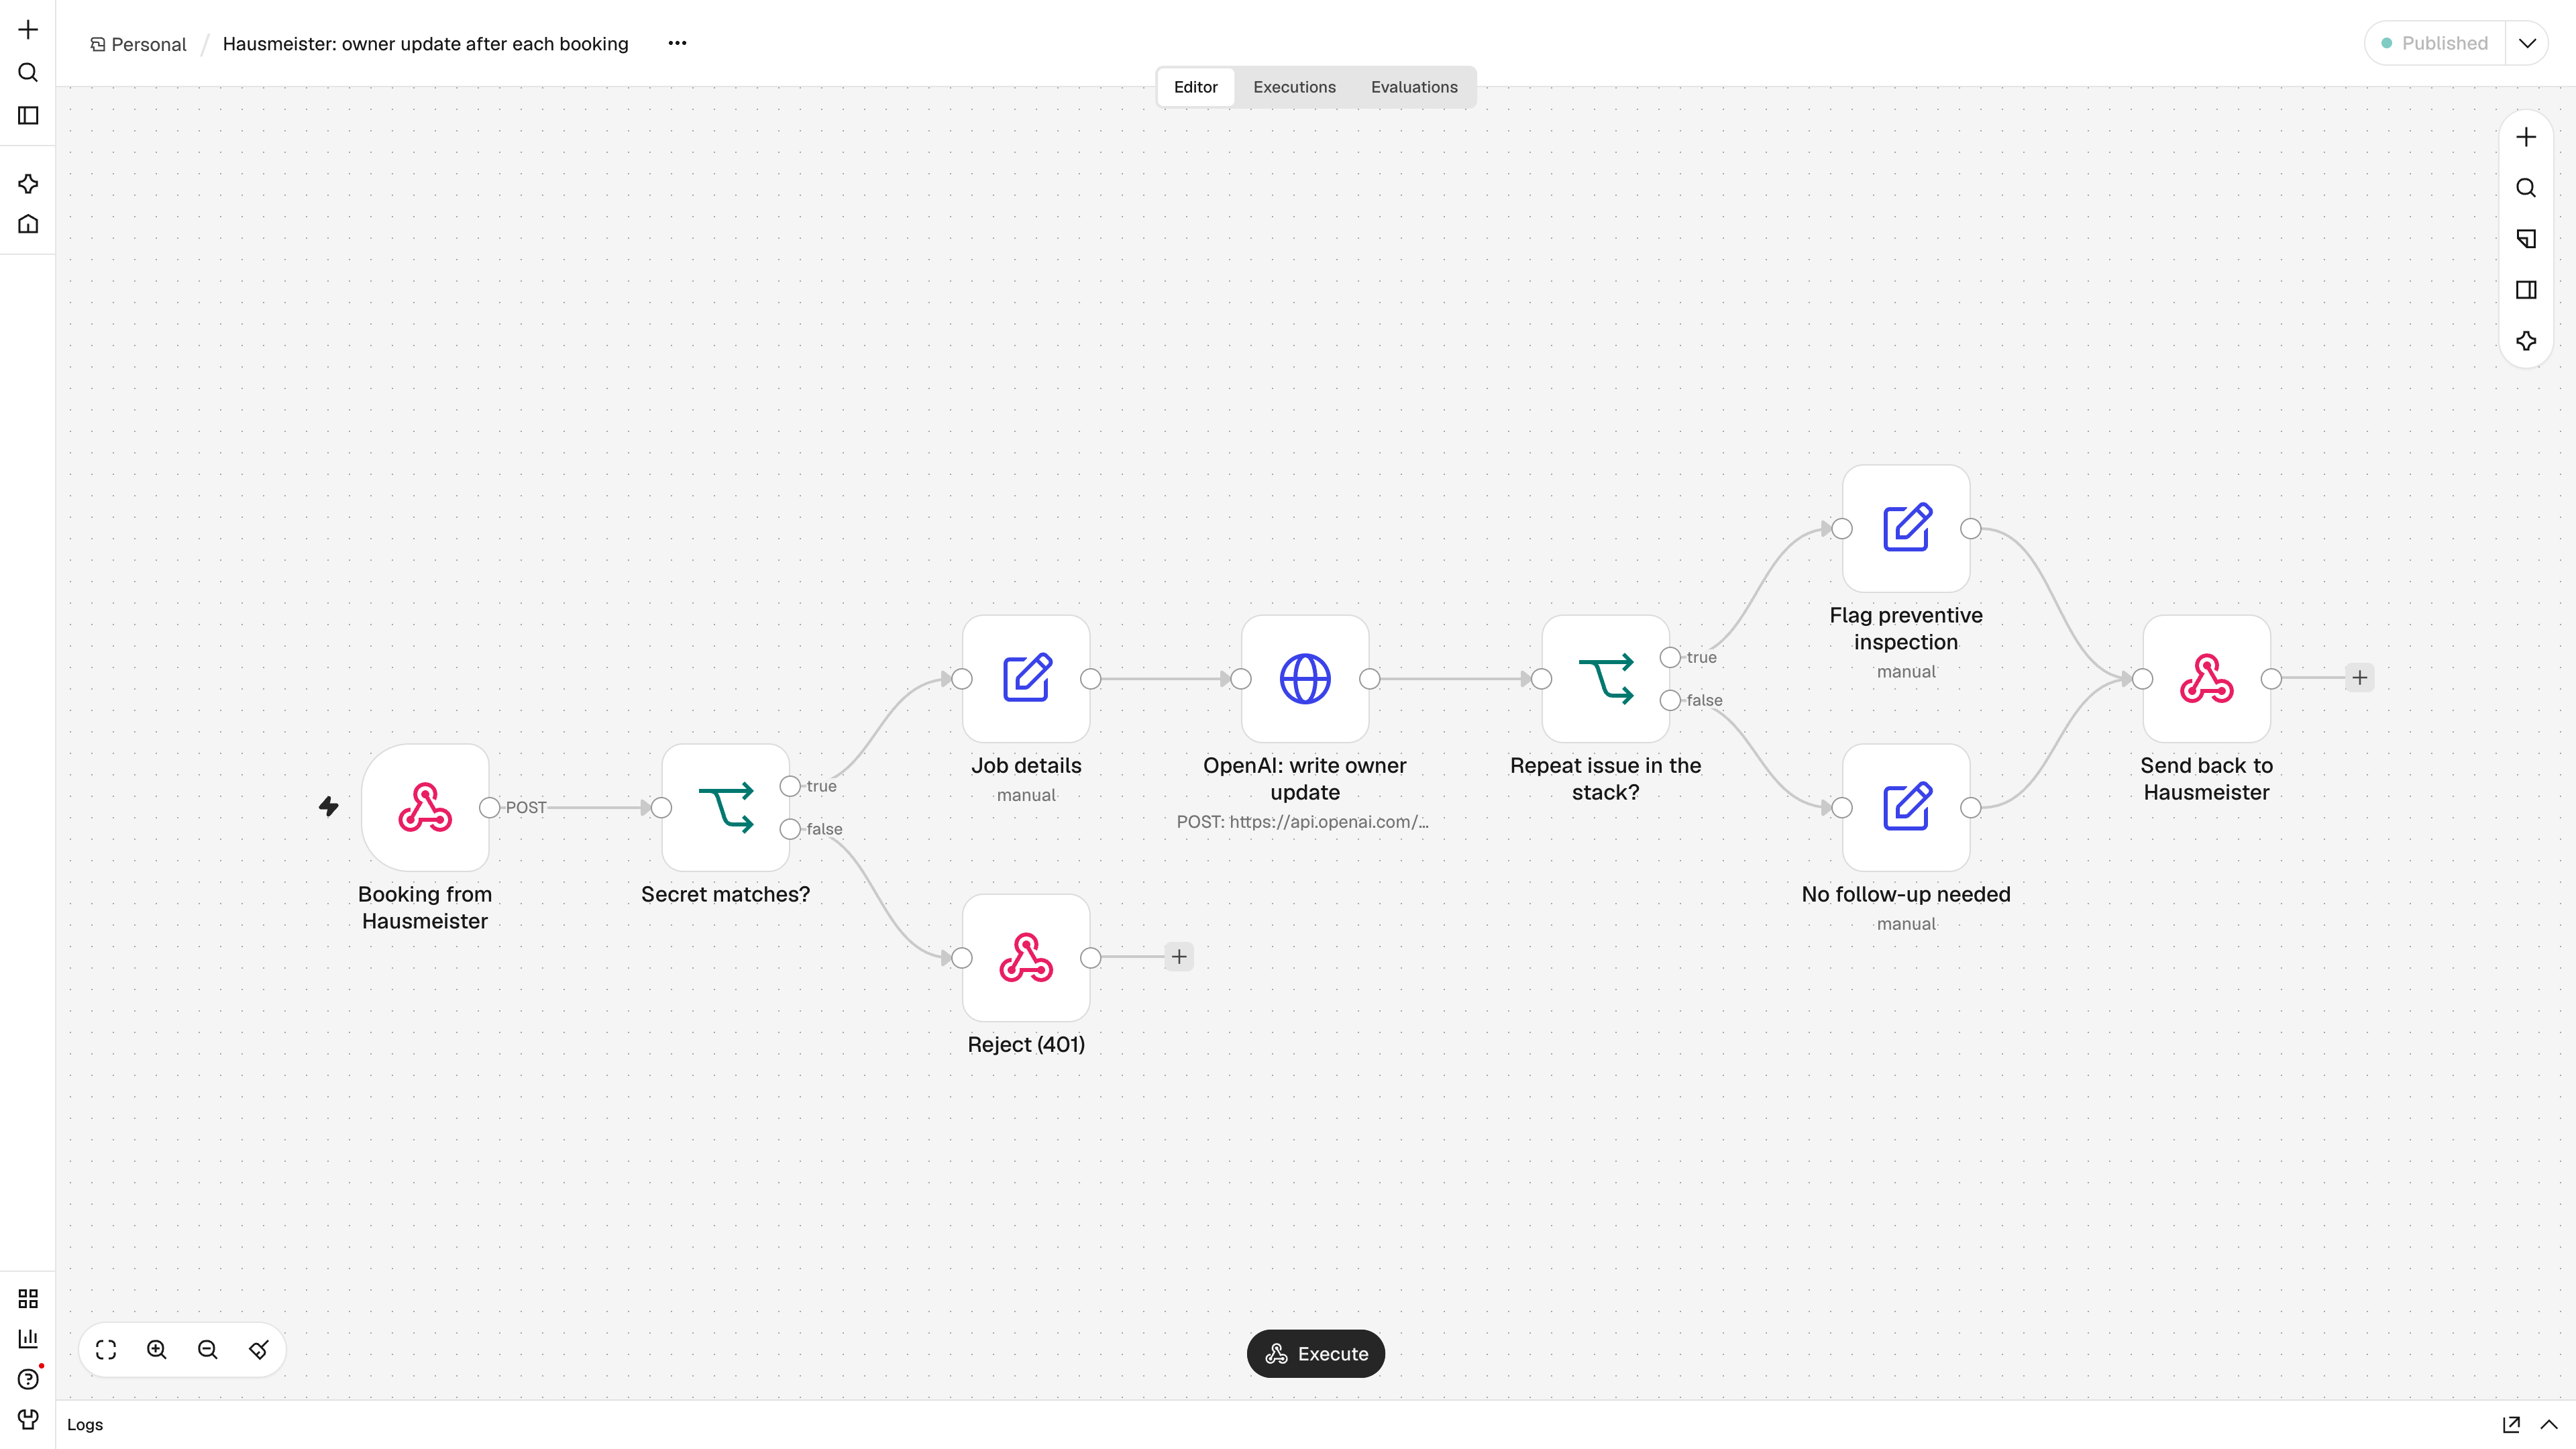 Personal / Hausmeister: owner update after each booking
Published
Editor Executions Evaluations
Booking from
Hausmeister
POST
Secret matches?
true
false
Job details
manual
Reject (401)
OpenAI: write owner
update
POST: https://api.openai.com/...
Repeat issue in the
stack?
true
false
Flag preventive
inspection
manual
No follow-up needed
manual
Send back to
Hausmeister
Execute
Logs